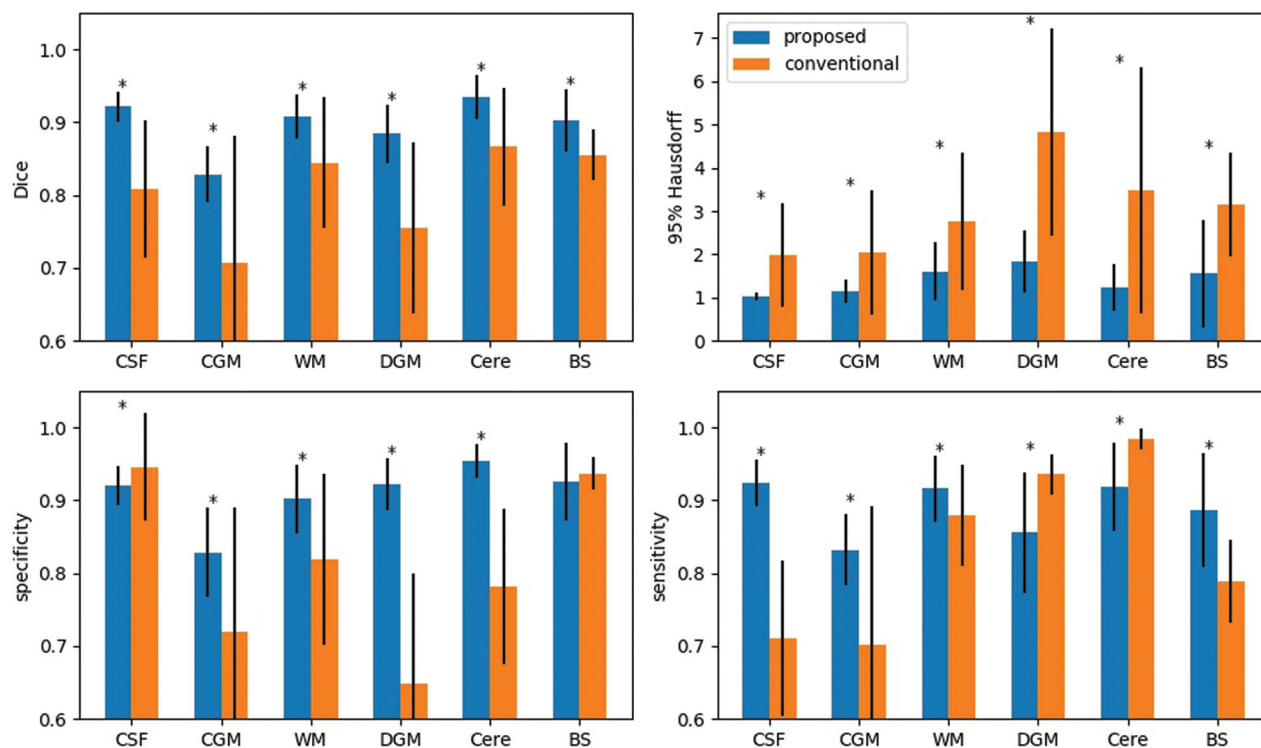 1.0
0.9
0.8
0.7
0.6
Dice
* * * * * *
CSF CGM WM DGM Cere BS
7
6
5
4
3
2
1
0
95% Hausdorff
proposed
conventional
* * * * * *
CSF CGM WM DGM Cere BS
1.0
0.9
0.8
0.7
0.6
specificity
* * * * *
CSF CGM WM DGM Cere BS
1.0
0.9
0.8
0.7
0.6
sensitivity
* * * * * *
CSF CGM WM DGM Cere BS